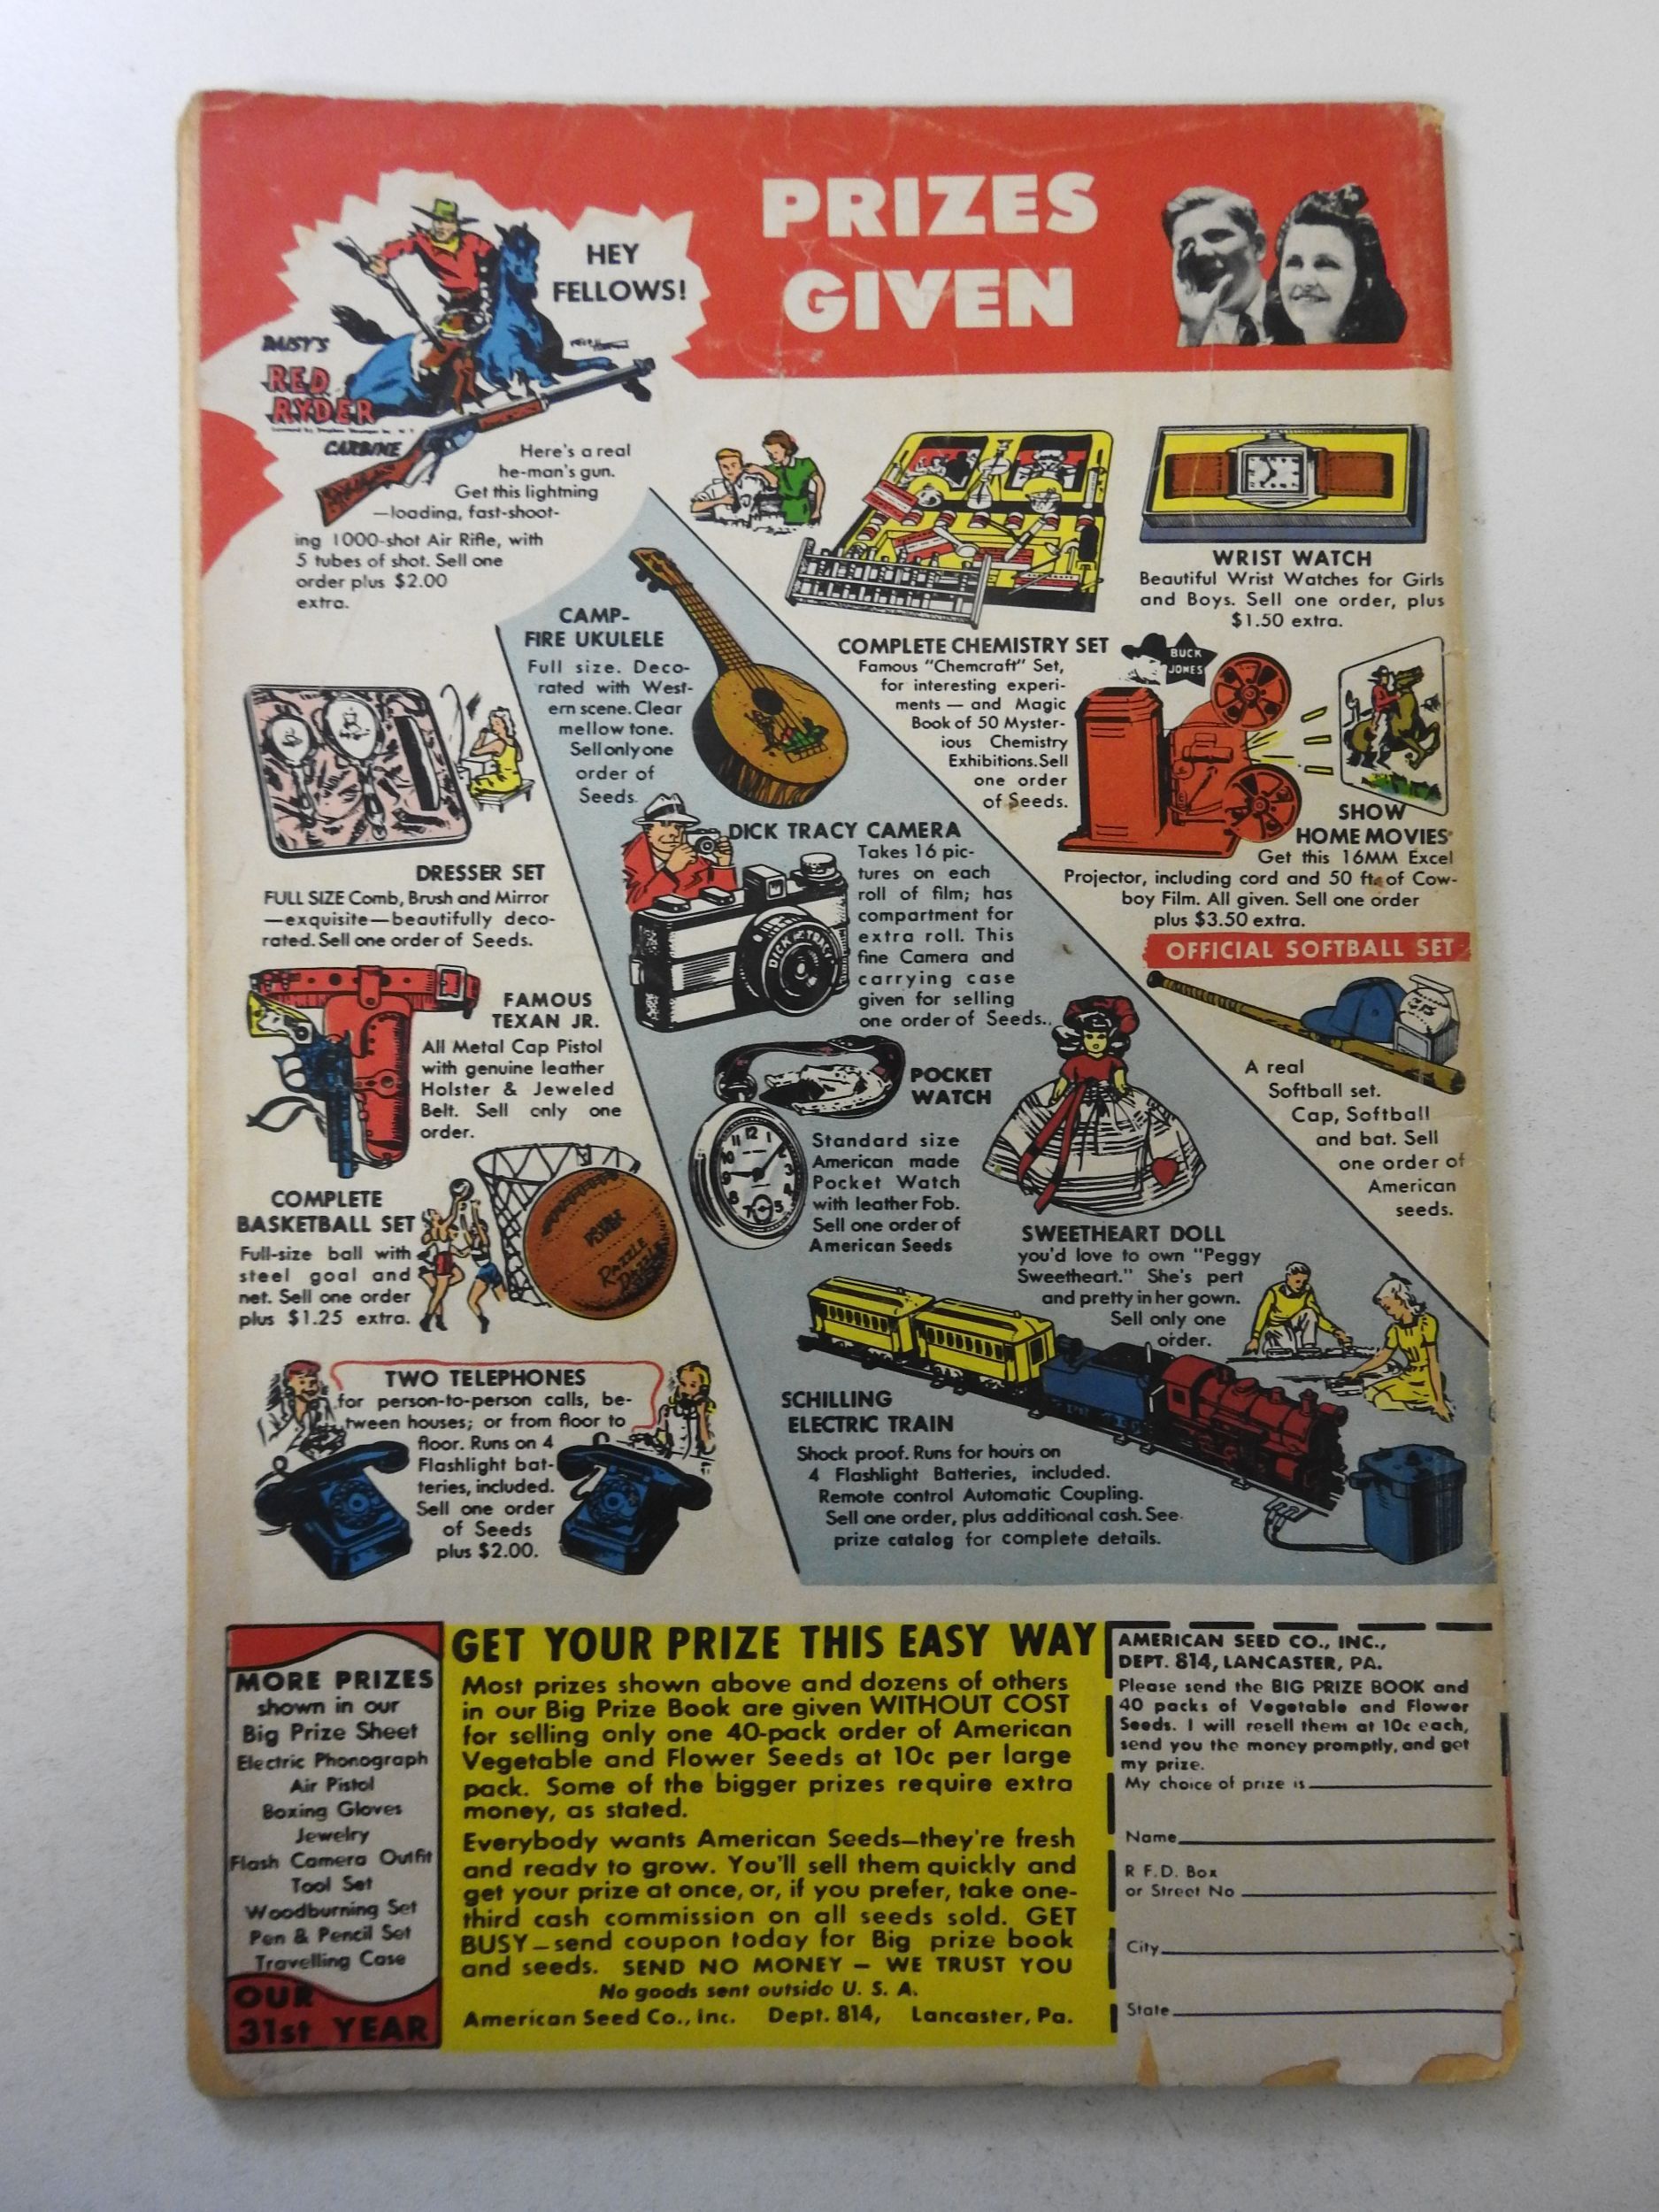 PRIZES
GIVEN
HEY
FELLOWS!
DAISY'S
RED
RYDER
CARBINE
Here's a real
he-man's gun.
Get this lightning
—loading, fast-shoot-
ing 1000-shot Air Rifle, with
5 tubes of shot. Sell one
order plus $2.00
extra.
CAMP-
FIRE UKULELE
Full size. Deco-
rated with West-
ern scene. Clear
mellow tone.
Sell only one
order of
Seeds.
COMPLETE CHEMISTRY SET
Famous "Chemcraft" Set,
for interesting experi-
ments — and Magic
Book of 50 Myster-
ious Chemistry
Exhibitions. Sell
one order
of Seeds.
WRIST WATCH
Beautiful Wrist Watches for Girls
and Boys. Sell one order, plus
$1.50 extra.
BUCK
JONES
SHOW
HOME MOVIES
Get this 16MM Excel
Projector, including cord and 50 ft. of Cow-
boy Film. All given. Sell one order
plus $3.50 extra.
DRESSER SET
FULL SIZE Comb, Brush and Mirror
—exquisite—beautifully deco-
rated. Sell one order of Seeds.
DICK TRACY CAMERA
Takes 16 pic-
tures on each
roll of film; has
compartment for
extra roll. This
fine Camera and
carrying case
given for selling
one order of Seeds.
DICK TRACY
OFFICIAL SOFTBALL SET
A real
Softball set.
Cap, Softball
and bat. Sell
one order of
American
seeds.
FAMOUS
TEXAN JR.
All Metal Cap Pistol
with genuine leather
Holster & Jeweled
Belt. Sell only one
order.
POCKET
WATCH
Standard size
American made
Pocket Watch
with leather Fob.
Sell one order of
American Seeds
SWEETHEART DOLL
you'd love to own "Peggy
Sweetheart." She's pert
and pretty in her gown.
Sell only one
order.
COMPLETE
BASKETBALL SET
Full-size ball with
steel goal and
net. Sell one order
plus $1.25 extra.
RAZZLE
DAZZLE
TWO TELEPHONES
for person-to-person calls, be-
tween houses; or from floor to
floor. Runs on 4
Flashlight bat-
teries, included.
Sell one order
of Seeds
plus $2.00.
SCHILLING
ELECTRIC TRAIN
Shock proof. Runs for hours on
4 Flashlight Batteries, included.
Remote control Automatic Coupling.
Sell one order, plus additional cash. See
prize catalog for complete details.
MORE PRIZES
shown in our
Big Prize Sheet
Electric Phonograph
Air Pistol
Boxing Gloves
Jewelry
Flash Camera Outfit
Tool Set
Woodburning Set
Pen & Pencil Set
Travelling Case
OUR
31st YEAR
GET YOUR PRIZE THIS EASY WAY
Most prizes shown above and dozens of others
in our Big Prize Book are given WITHOUT COST
for selling only one 40-pack order of American
Vegetable and Flower Seeds at 10c per large
pack. Some of the bigger prizes require extra
money, as stated.
Everybody wants American Seeds—they're fresh
and ready to grow. You'll sell them quickly and
get your prize at once, or, if you prefer, take one-
third cash commission on all seeds sold. GET
BUSY—send coupon today for Big prize book
and seeds. SEND NO MONEY — WE TRUST YOU
No goods sent outside U. S. A.
American Seed Co., Inc. Dept. 814, Lancaster, Pa.
AMERICAN SEED CO., INC.,
DEPT. 814, LANCASTER, PA.
Please send the BIG PRIZE BOOK and
40 packs of Vegetable and Flower
Seeds. I will resell them at 10c each,
send you the money promptly, and get
my prize.
My choice of prize is
Name
R F.D. Box
or Street No
City
State